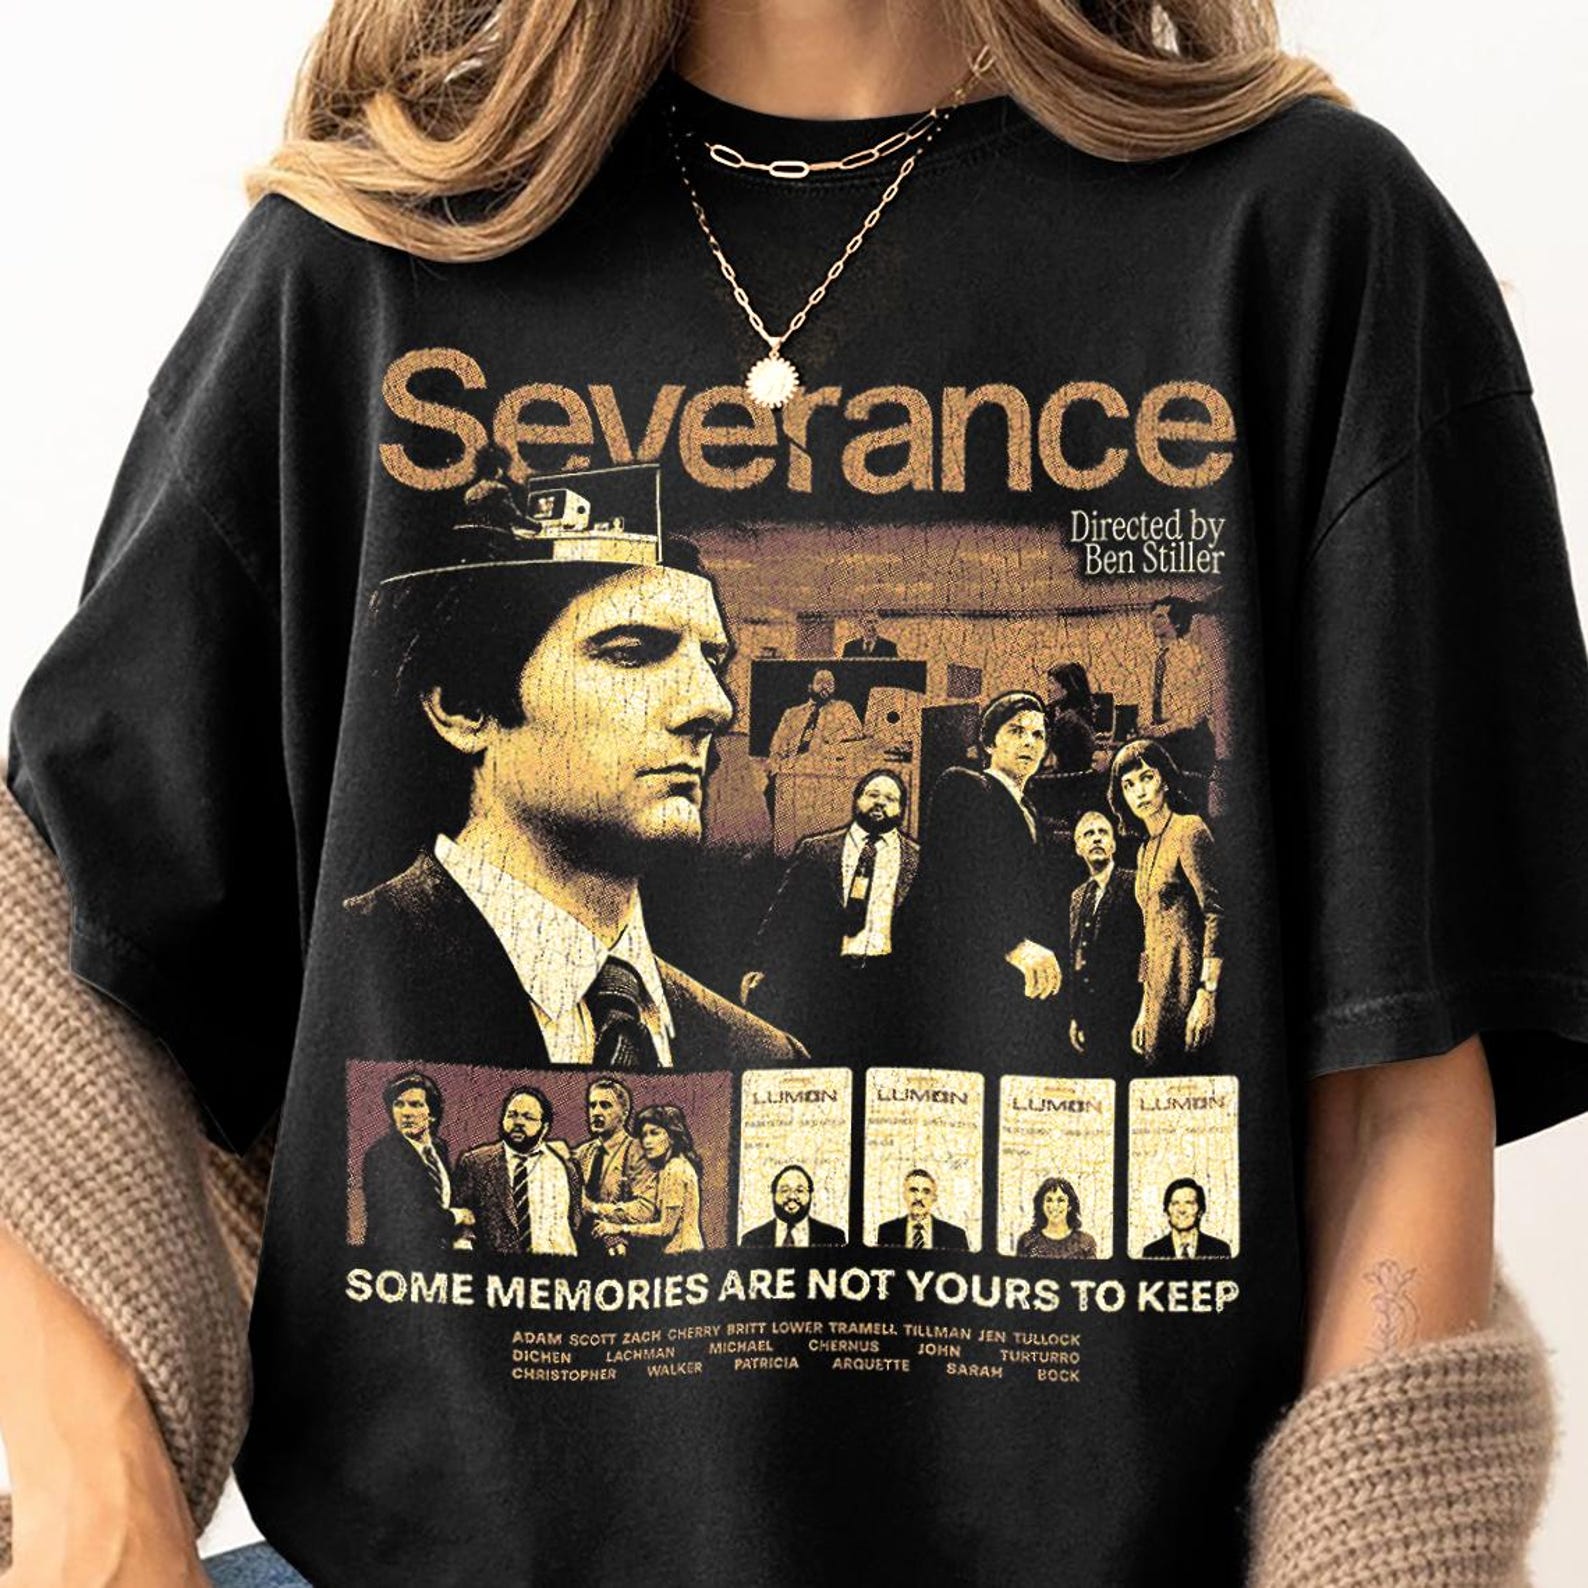 Severance
Directed by
Ben Stiller
LUMON LUMON LUMON LUMON
SOME MEMORIES ARE NOT YOURS TO KEEP
ADAM SCOTT ZACH CHERRY BRITT LOWER TRAMELL TILLMAN JEN TULLOCK
DICHEN LACHMAN MICHAEL CHERNUS JOHN TURTURRO
CHRISTOPHER WALKER PATRICIA ARQUETTE SARAH BOCK